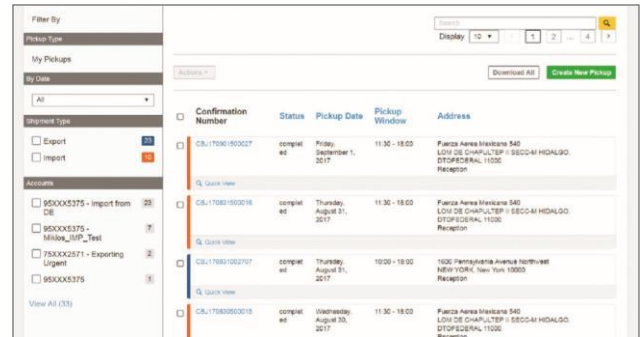 Filter By
Pickup Type
My Pickups
By Date
All
Shipment Type
Export 23
Import 10
Accounts
95XXX5375 - Import from 23
DE
95XXX5375 - 7
Miklos_IMP_Test
75XXX2571 - Exporting 2
Urgent
95XXX5375 1
View All (33)
Search
Display 10 1 2 ... 4 >
Actions Download All Create New Pickup
Confirmation Number Status Pickup Date Pickup Window Address
CBJ170901500027 complet Friday, 11:30 - 18:00 Fuerza Aerea Mexicana 540
ed September 1, LOM DE CHAPULTEP II SECC-M HIDALGO,
2017 DTOFEDERAL 11000
Reception
Quick View
CBJ170831500016 complet Thursday, 11:30 - 18:00 Fuerza Aerea Mexicana 540
ed August 31, LOM DE CHAPULTEP II SECC-M HIDALGO,
2017 DTOFEDERAL 11000
Reception
Quick View
CBJ170831002707 complet Thursday, 10:00 - 18:00 1600 Pennsylvania Avenue Northwest
ed August 31, NEW YORK, New York 10000
2017 Reception
Quick View
CBJ170830500015 complet Wednesday, 11:30 - 18:00 Fuerza Aerea Mexicana 540
ed August 30, LOM DE CHAPULTEP II SECC-M HIDALGO,
2017 DTOFEDERAL 11000
Reception